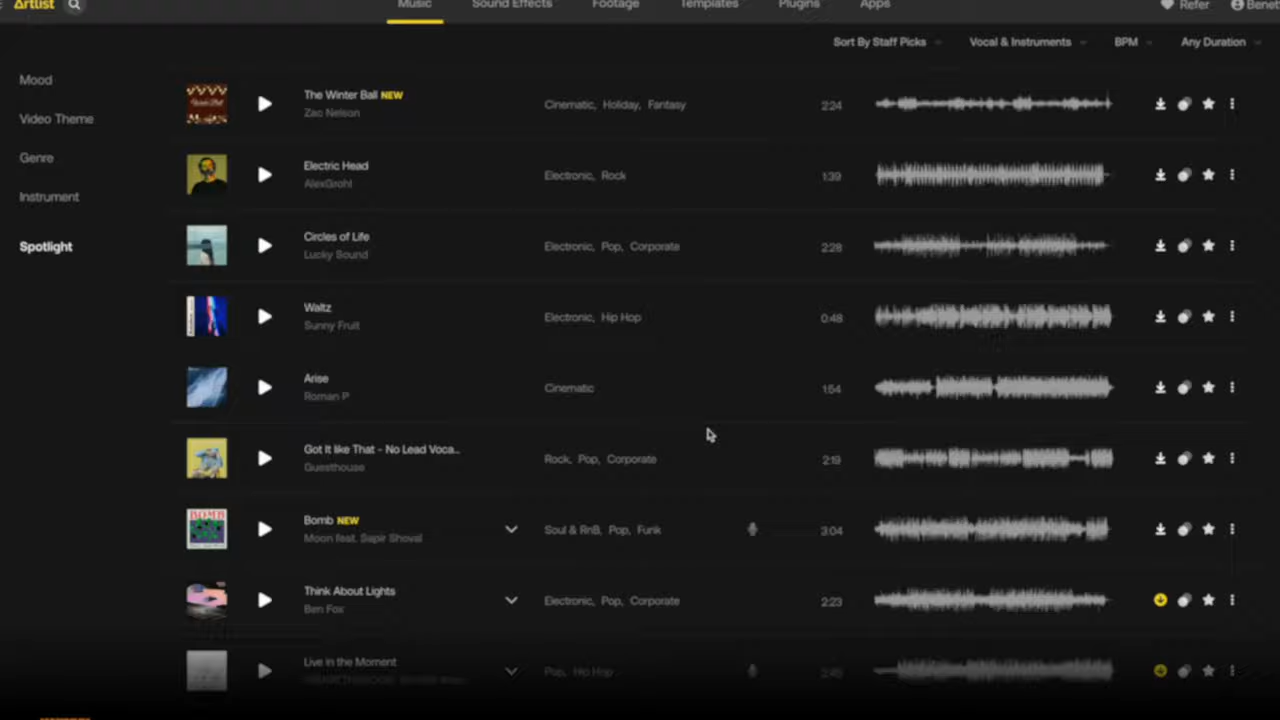 Artlist Music Sound Effects Footage Templates Plugins Apps Refer Benet
Sort By Staff Picks Vocal & Instruments BPM Any Duration
Mood
Video Theme
Genre
Instrument
Spotlight
The Winter Ball NEW
Zac Nelson
Cinematic, Holiday, Fantasy 2:24
Electric Head
AlexGrohl
Electronic, Rock 1:39
Circles of Life
Lucky Sound
Electronic, Pop, Corporate 2:28
Waltz
Sunny Fruit
Electronic, Hip Hop 0:48
Arise
Roman P
Cinematic 1:54
Got It like That - No Lead Voca...
Guesthouse
Rock, Pop, Corporate 2:19
BOMB
Bomb NEW
Moon feat. Sapir Shoval
Soul & RnB, Pop, Funk 3:04
Think About Lights
Ben Fox
Electronic, Pop, Corporate 2:23
Live in the Moment
Pop, Hip Hop